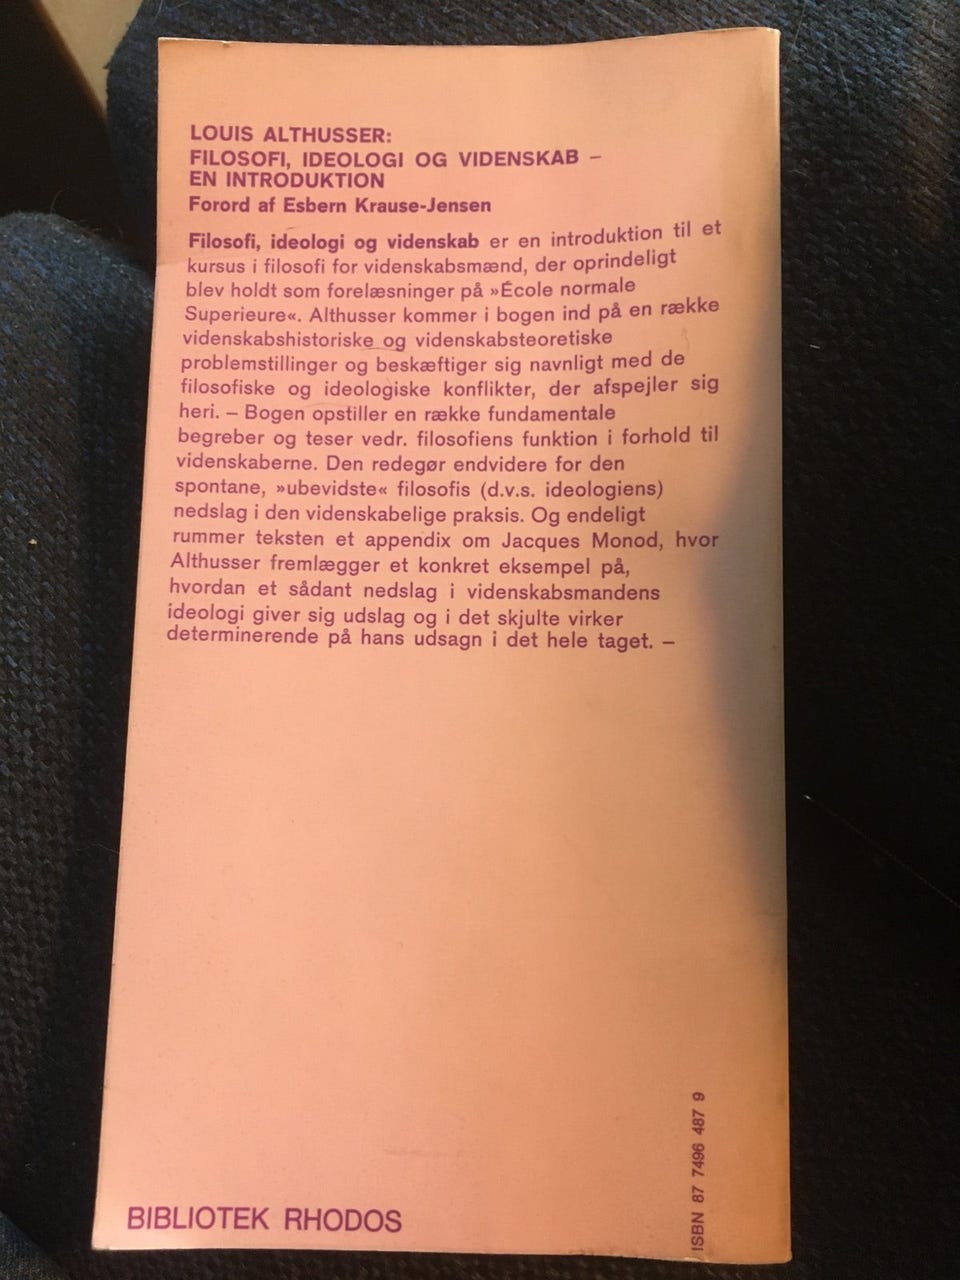 LOUIS ALTHUSSER:
FILOSOFI, IDEOLOGI OG VIDENSKAB –
EN INTRODUKTION
Forord af Esbern Krause-Jensen
Filosofi, ideologi og videnskab er en introduktion til et
kursus i filosofi for videnskabsmænd, der oprindeligt
blev holdt som forelæsninger på »École normale
Superieure«. Althusser kommer i bogen ind på en række
videnskabshistoriske og videnskabsteoretiske
problemstillinger og beskæftiger sig navnligt med de
filosofiske og ideologiske konflikter, der afspejler sig
heri. – Bogen opstiller en række fundamentale
begreber og teser vedr. filosofiens funktion i forhold til
videnskaberne. Den redegør endvidere for den
spontane, »ubevidste« filosofis (d.v.s. ideologiens)
nedslag i den videnskabelige praksis. Og endeligt
rummer teksten et appendix om Jacques Monod, hvor
Althusser fremlægger et konkret eksempel på,
hvordan et sådant nedslag i videnskabsmandens
ideologi giver sig udslag og i det skjulte virker
determinerende på hans udsagn i det hele taget. –
BIBLIOTEK RHODOS
ISBN 87 7496 487 9